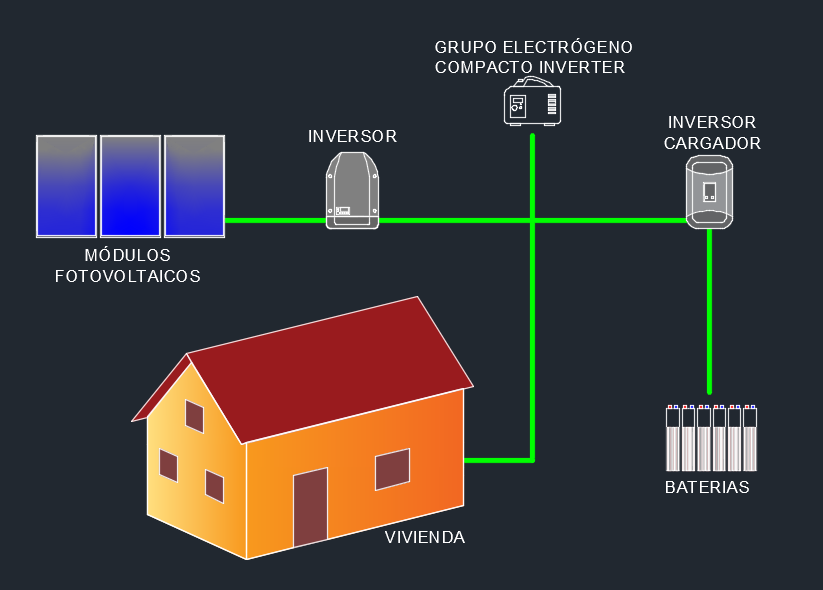 GRUPO ELECTRÓGENO
COMPACTO INVERTER
INVERSOR
INVERSOR
CARGADOR
MÓDULOS
FOTOVOLTAICOS
BATERIAS
VIVIENDA